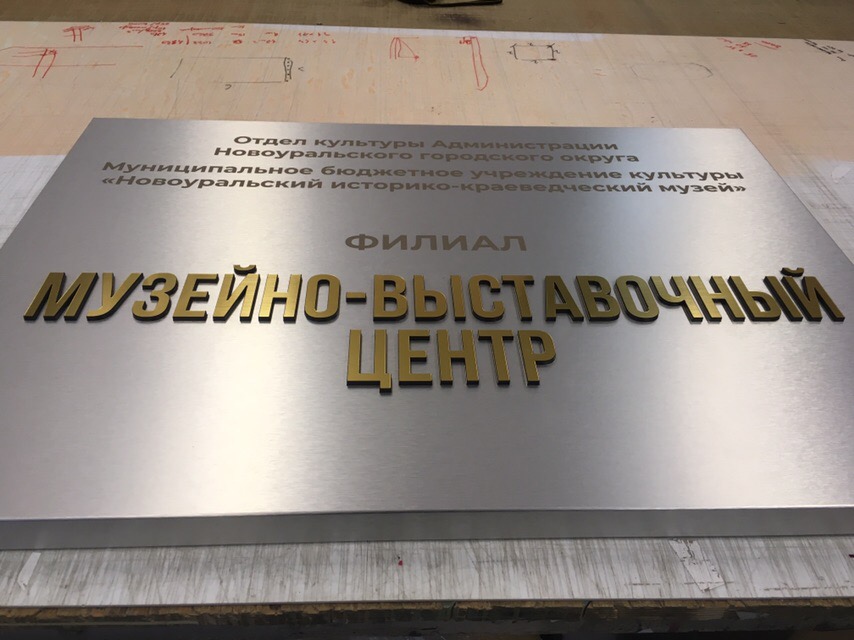 Отдел культуры Администрации
Новоуральского городского округа
Муниципальное бюджетное учреждение культуры
«Новоуральский историко-краеведческий музей»
ФИЛИАЛ
МУЗЕЙНО-ВЫСТАВОЧНЫЙ
ЦЕНТР